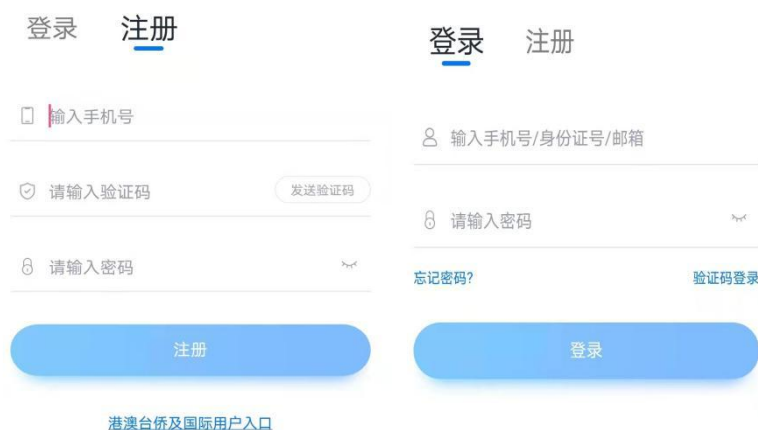 登录 注册
输入手机号
请输入验证码 发送验证码
请输入密码
注册
港澳台侨及国际用户入口
登录 注册
输入手机号/身份证号/邮箱
请输入密码
忘记密码? 验证码登录
登录